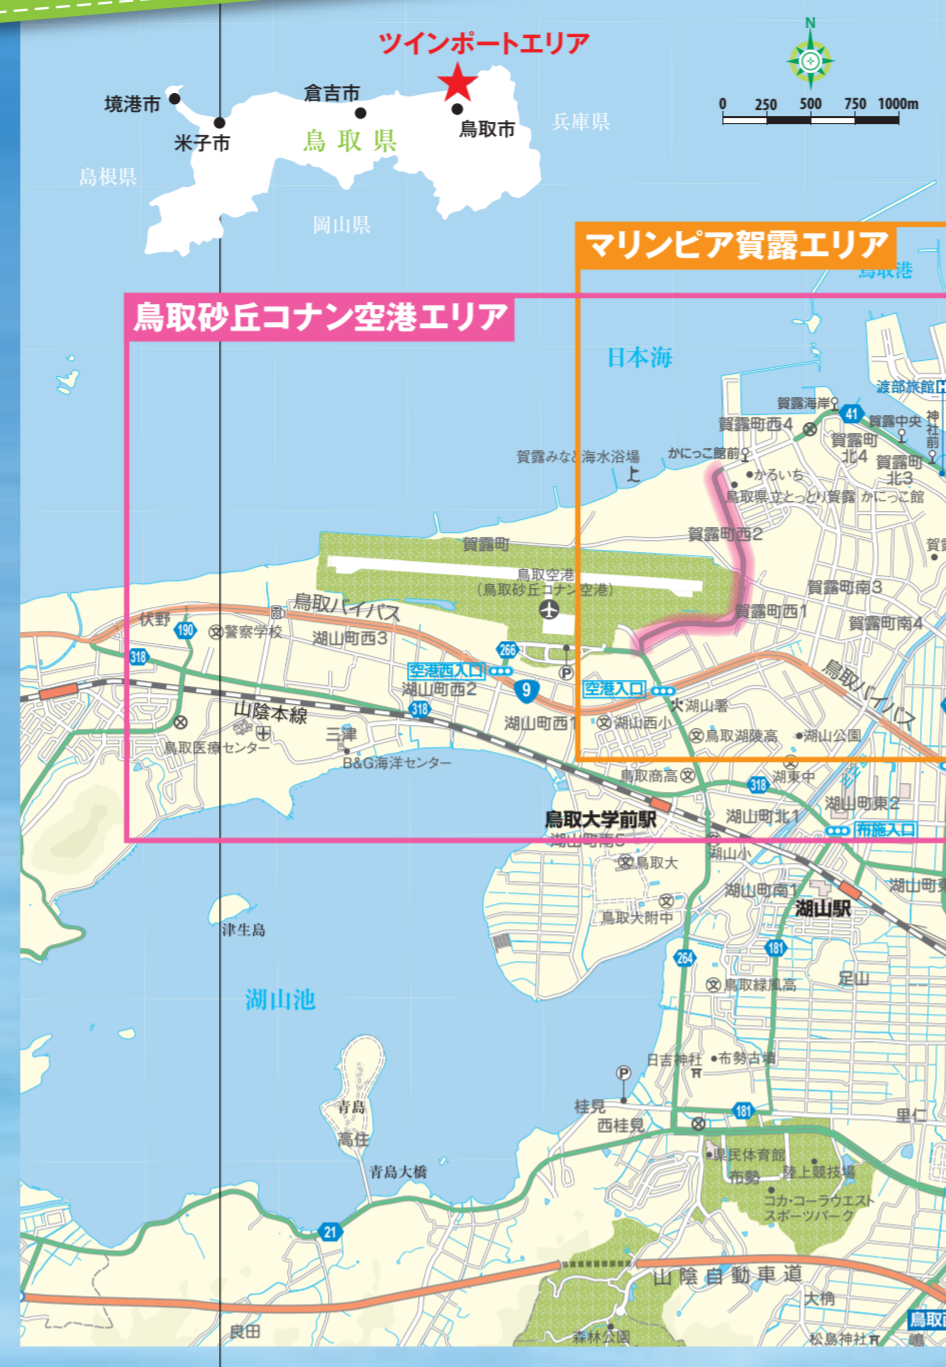 ツインポートエリア
N
0 250 500 750 1000m
境港市
倉吉市
鳥取市
米子市
鳥取県
兵庫県
島根県
岡山県
マリンピア賀露エリア
鳥取港
鳥取砂丘コナン空港エリア
日本海
渡部旅館 H
賀露海岸
41
賀露町西4
賀露中央
神社前
賀露町
北4
賀露みなと海水浴場
かにっこ館前
賀露町
北3
かろいち
鳥取県立とっとり賀露 かにっこ館
賀露町
賀露町西2
鳥取空港
(鳥取砂丘コナン空港)
賀露町南3
鳥取バイパス
賀露町西1
伏野
190
警察学校
湖山町西3
賀露町南4
318
266
空港西入口
P
鳥取バイパス
湖山町西2
9
空港入口
山陰本線
318
湖山町西1
湖山西小
湖山署
鳥取医療センター
三津
鳥取湖陵高
湖山公園
B&G海洋センター
鳥取商高
湖東中
318
湖山町東2
鳥取大学前駅
湖山町北1
布施入口
湖山町南5
湖山小
鳥取大
湖山町南1
湖山駅
鳥取大附中
津生島
264
181
足山
鳥取緑風高
湖山池
日吉神社
布勢古墳
P
青島
桂見
181
里仁
西桂見
高住
県民体育館
青島大橋
布勢
陸上競技場
コカ・コーラウエスト
スポーツパーク
21
山陰自動車道
大桷
良田
森林公園
松島神社
嶋